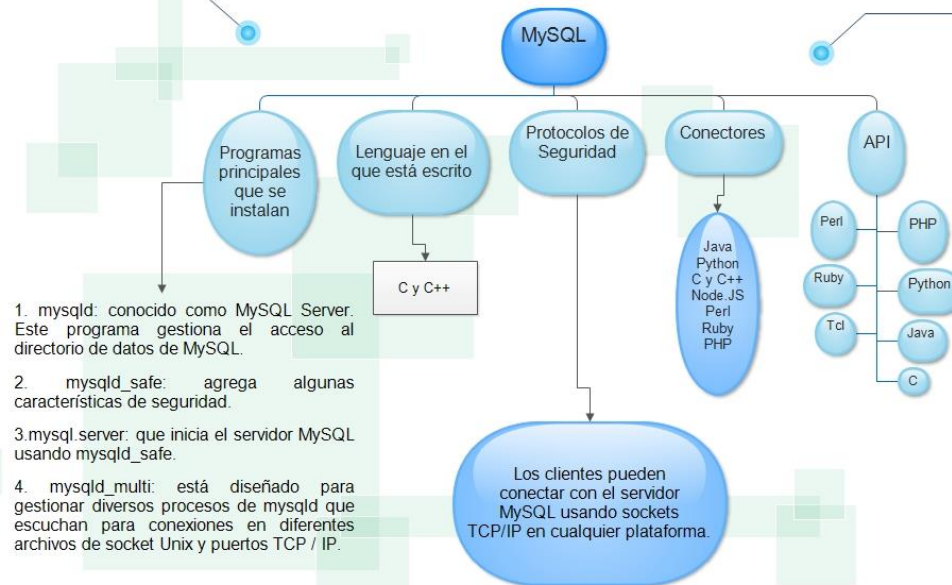 MySQL
Programas
principales
que se
instalan
Lenguaje en el
que está escrito
Protocolos de
Seguridad
Conectores
API
C y C++
Java
Python
C y C++
Node.JS
Perl
Ruby
PHP
Perl
PHP
Ruby
Python
Tcl
Java
C
1. mysqld: conocido como MySQL Server.
Este programa gestiona el acceso al
directorio de datos de MySQL.
2. mysqld_safe: agrega algunas
características de seguridad.
3.mysql.server: que inicia el servidor MySQL
usando mysqld_safe.
4. mysqld_multi: está diseñado para
gestionar diversos procesos de mysqld que
escuchan para conexiones en diferentes
archivos de socket Unix y puertos TCP / IP.
Los clientes pueden
conectar con el servidor
MySQL usando sockets
TCP/IP en cualquier plataforma.